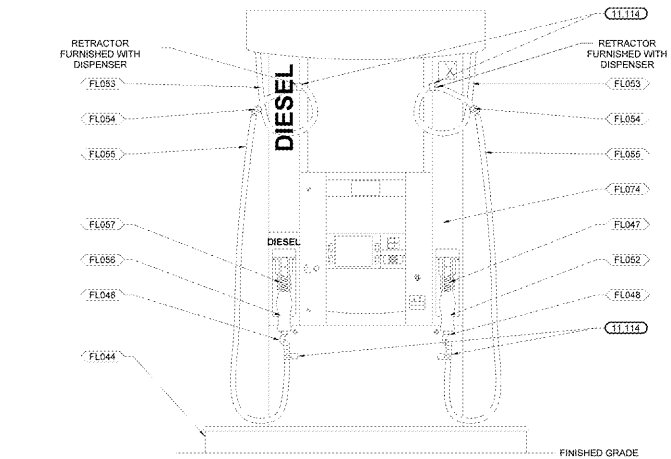 11.114
RETRACTOR
FURNISHED WITH
DISPENSER
RETRACTOR
FURNISHED WITH
DISPENSER
FL053
DIESEL
FL053
FL054
FL054
FL055
FL055
FL074
FL057
DIESEL
FL047
FL056
FL052
FL048
FL048
11.114
FL044
FINISHED GRADE